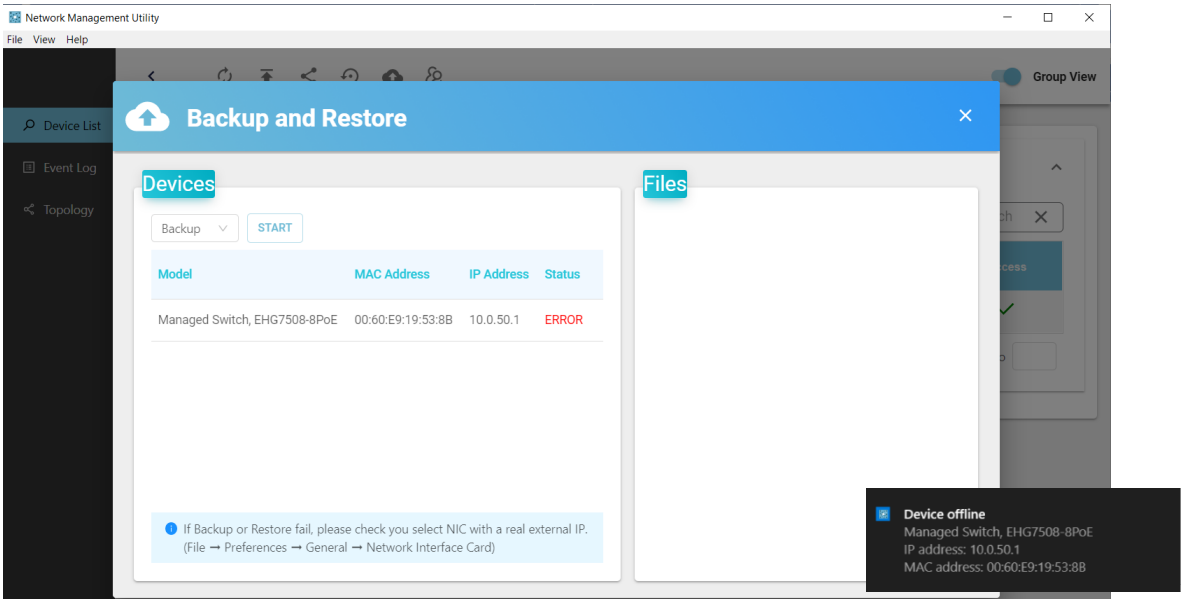 Network Management Utility
File View Help
Group View
Backup and Restore
Device List
Event Log
Topology
Devices
Files
Backup START
Model MAC Address IP Address Status
Managed Switch, EHG7508-8PoE 00:60:E9:19:53:8B 10.0.50.1 ERROR
If Backup or Restore fail, please check you select NIC with a real external IP.
(File → Preferences → General → Network Interface Card)
Device offline
Managed Switch, EHG7508-8PoE
IP address: 10.0.50.1
MAC address: 00:60:E9:19:53:8B